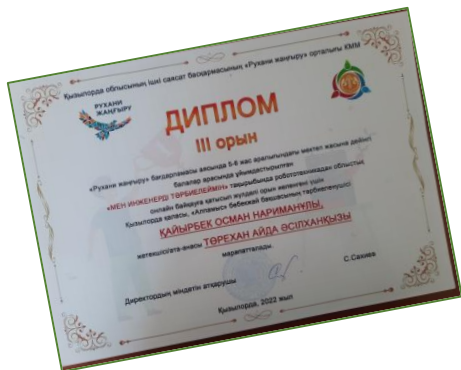 Қызылорда облысының ішкі саясат басқармасының «Рухани жаңғыру» орталығы КММ
РУХАНИ
ЖАҢҒЫРУ
ДИПЛОМ
III орын
«Рухани жаңғыру» бағдарламасы аясында 5-6 жас аралығындағы мектеп жасына дейінгі
балалар арасында ұйымдастырылған
«МЕН ИНЖЕНЕРДІ ТӘРБИЕЛЕЙМІН» тақырыбында робототехникадан облыстық
онлайн байқауға қатысып жүлделі орын иеленгені үшін
Қызылорда қаласы, «Алпамыс» бөбекжай бақшасының тәрбиеленушісі
ҚАЙЫРБЕК ОСМАН НАРИМАНҰЛЫ,
жетекшісі/ата-анасы ТӨРЕХАН АЙДА ӘСІЛХАНҚЫЗЫ
марапатталады.
Директордың міндетін атқарушы
С.Сахиева
Қызылорда, 2022 жыл